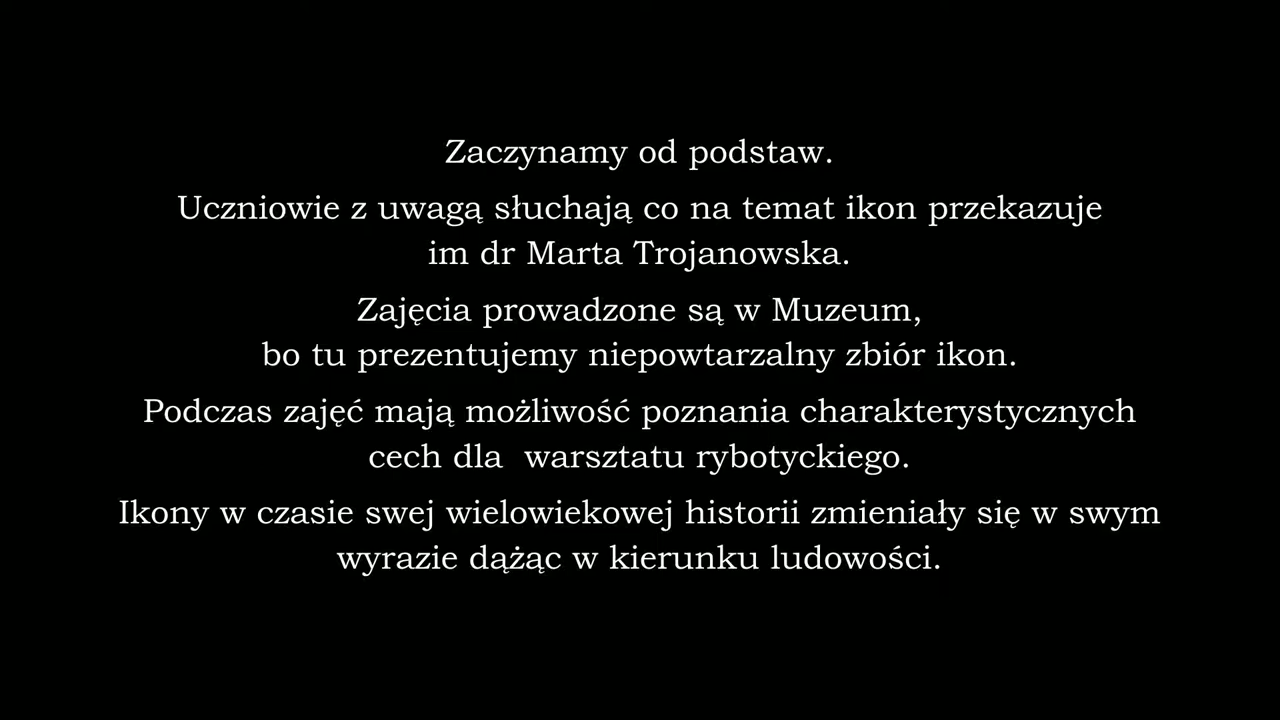 Zaczynamy od podstaw.
Uczniowie z uwagą słuchają co na temat ikon przekazuje
im dr Marta Trojanowska.
Zajęcia prowadzone są w Muzeum,
bo tu prezentujemy niepowtarzalny zbiór ikon.
Podczas zajęć mają możliwość poznania charakterystycznych
cech dla  warsztatu rybotyckiego.
Ikony w czasie swej wielowiekowej historii zmieniały się w swym
wyrazie dążąc w kierunku ludowości.